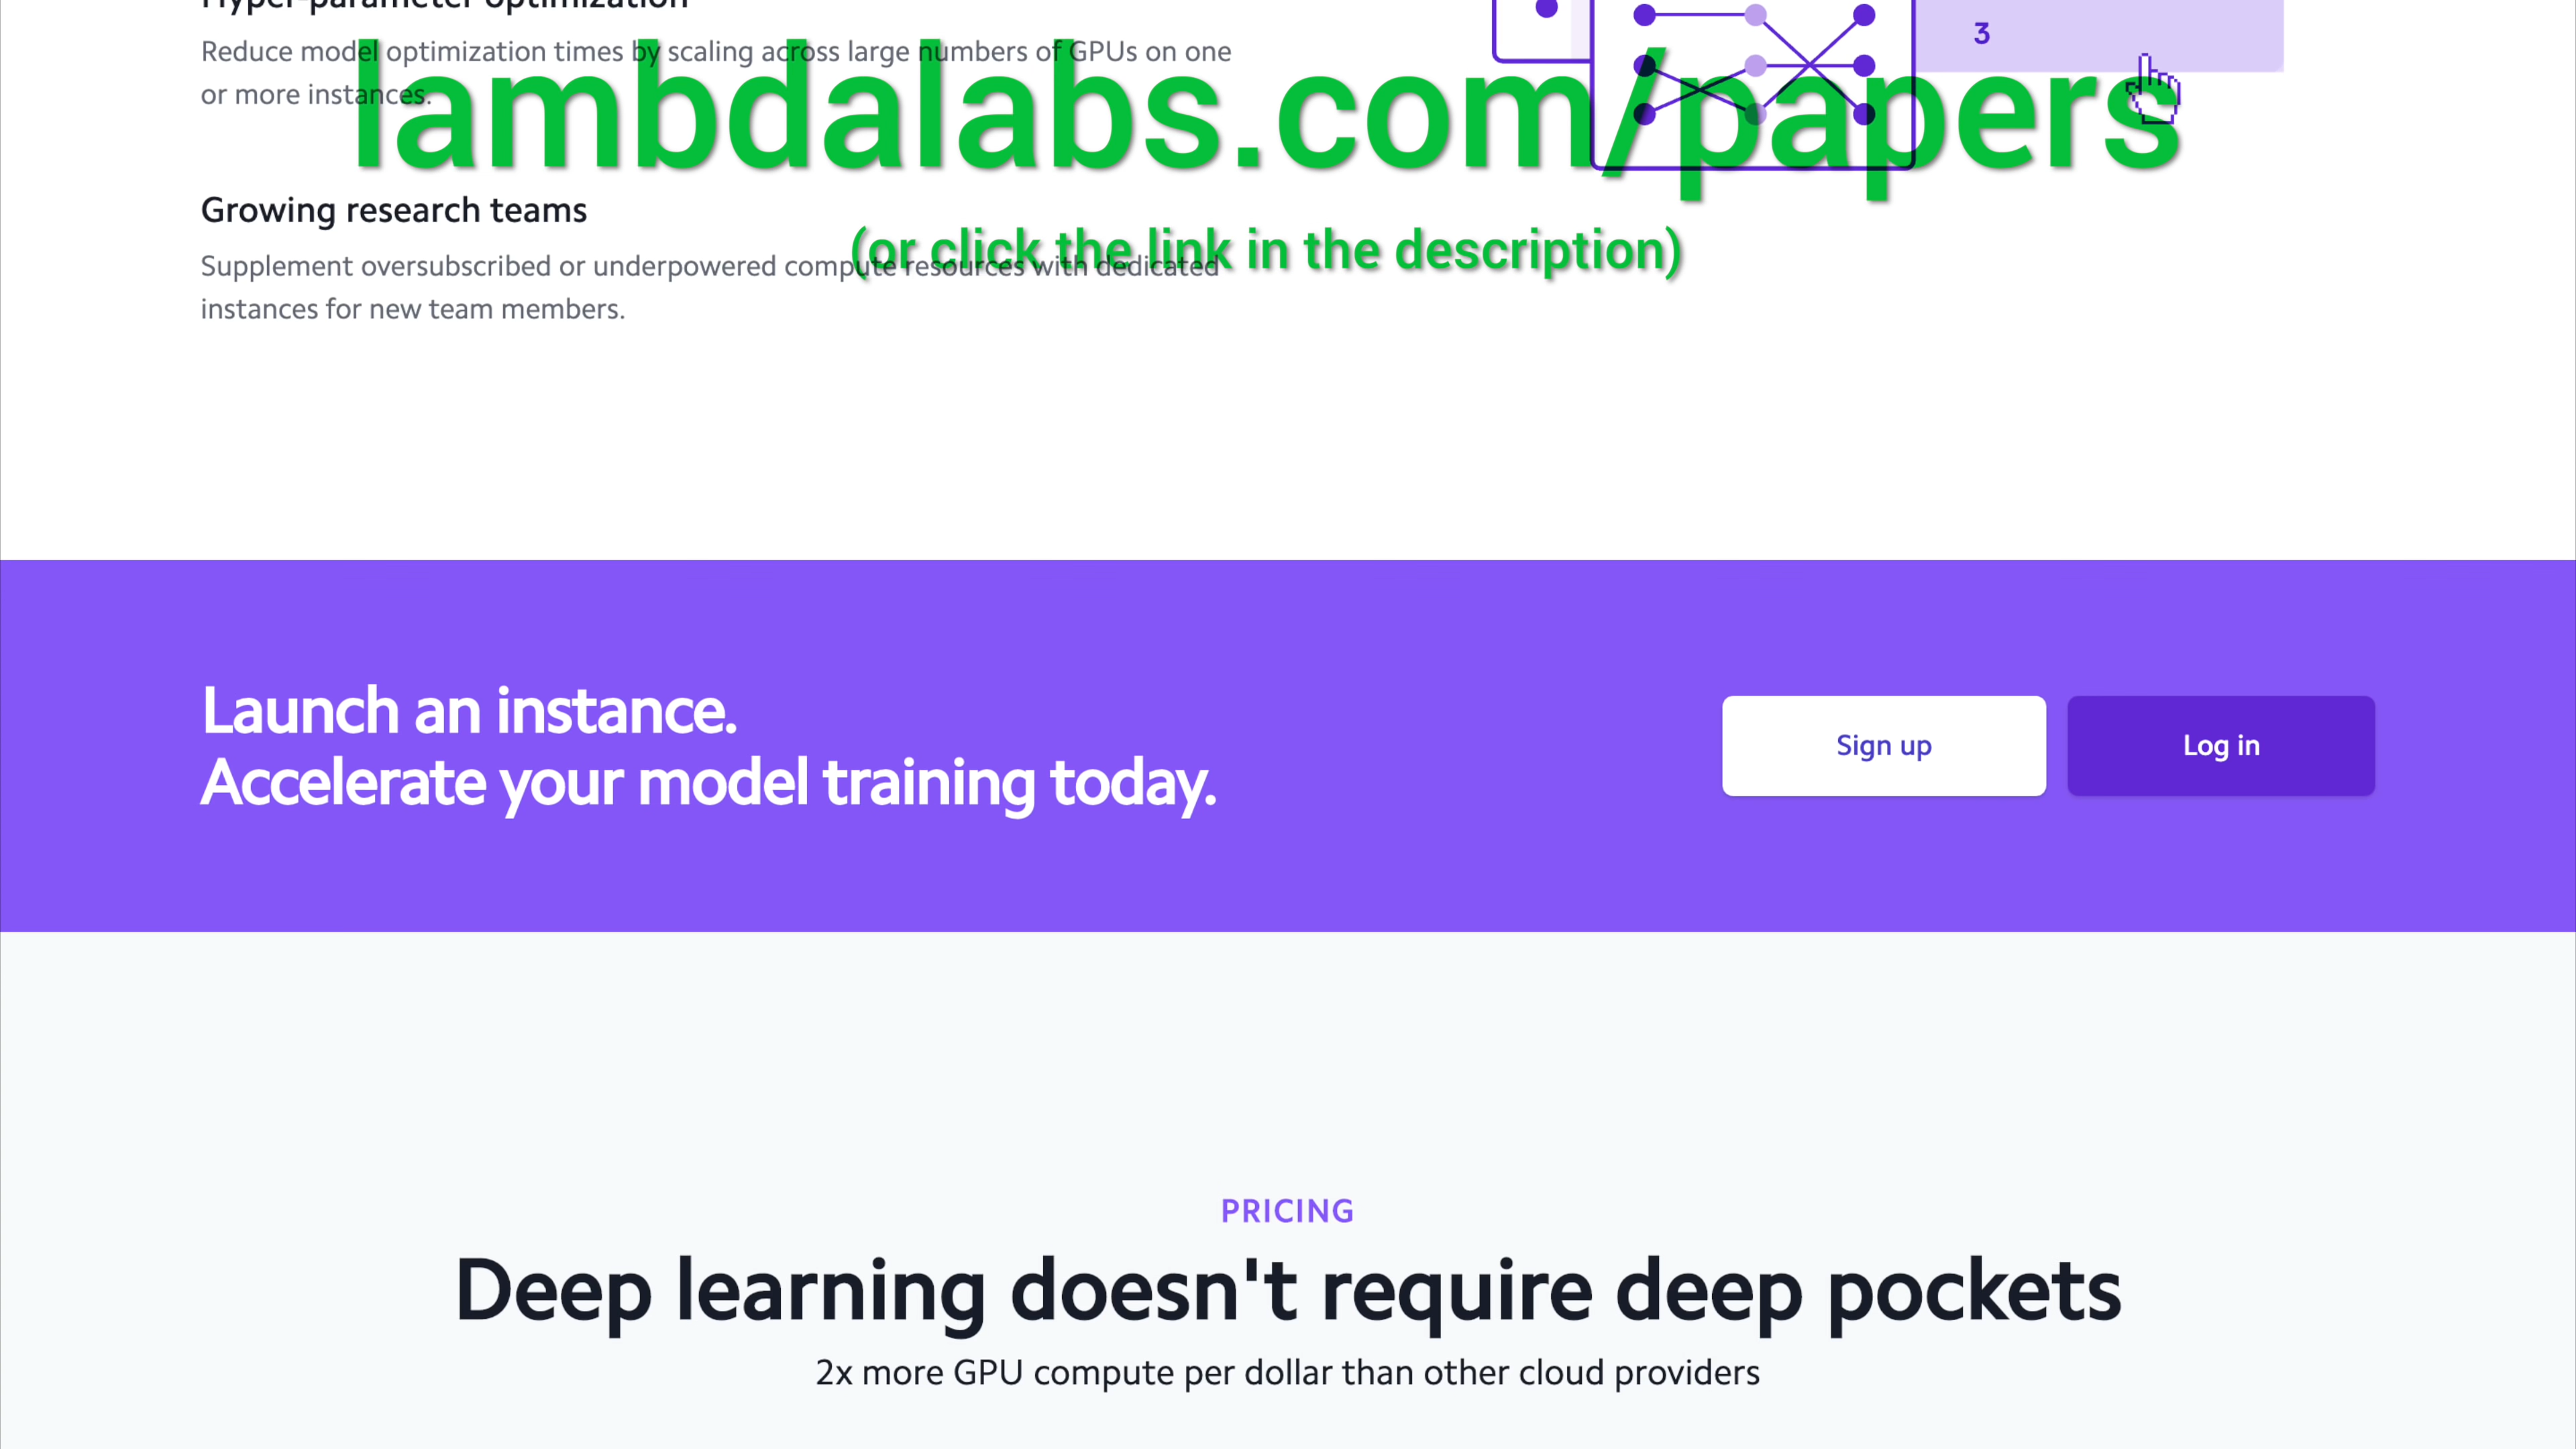 Hyper-parameter optimization
Reduce model optimization times by scaling across large numbers of GPUs on one
or more instances.
3
lambdalabs.com/papers
Growing research teams
(or click the link in the description)
Supplement oversubscribed or underpowered compute resources with dedicated
instances for new team members.
Launch an instance.
Accelerate your model training today.
Sign up
Log in
PRICING
Deep learning doesn't require deep pockets
2x more GPU compute per dollar than other cloud providers